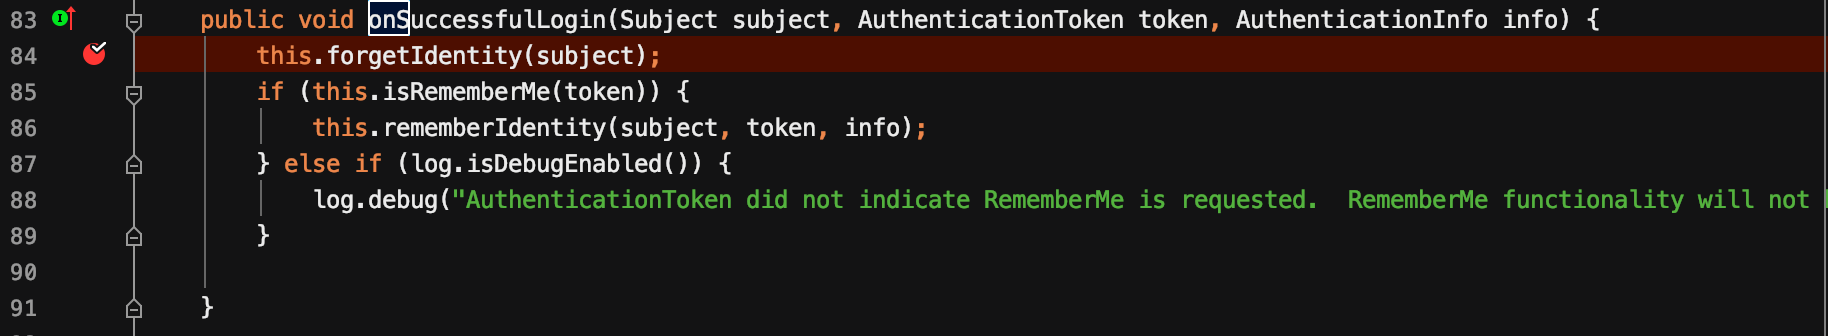 83 public void onSuccessfulLogin(Subject subject, AuthenticationToken token, AuthenticationInfo info) {
84 this.forgetIdentity(subject);
85 if (this.isRememberMe(token)) {
86 this.rememberIdentity(subject, token, info);
87 } else if (log.isDebugEnabled()) {
88 log.debug("AuthenticationToken did not indicate RememberMe is requested.  RememberMe functionality will not
89 }
90
91 }